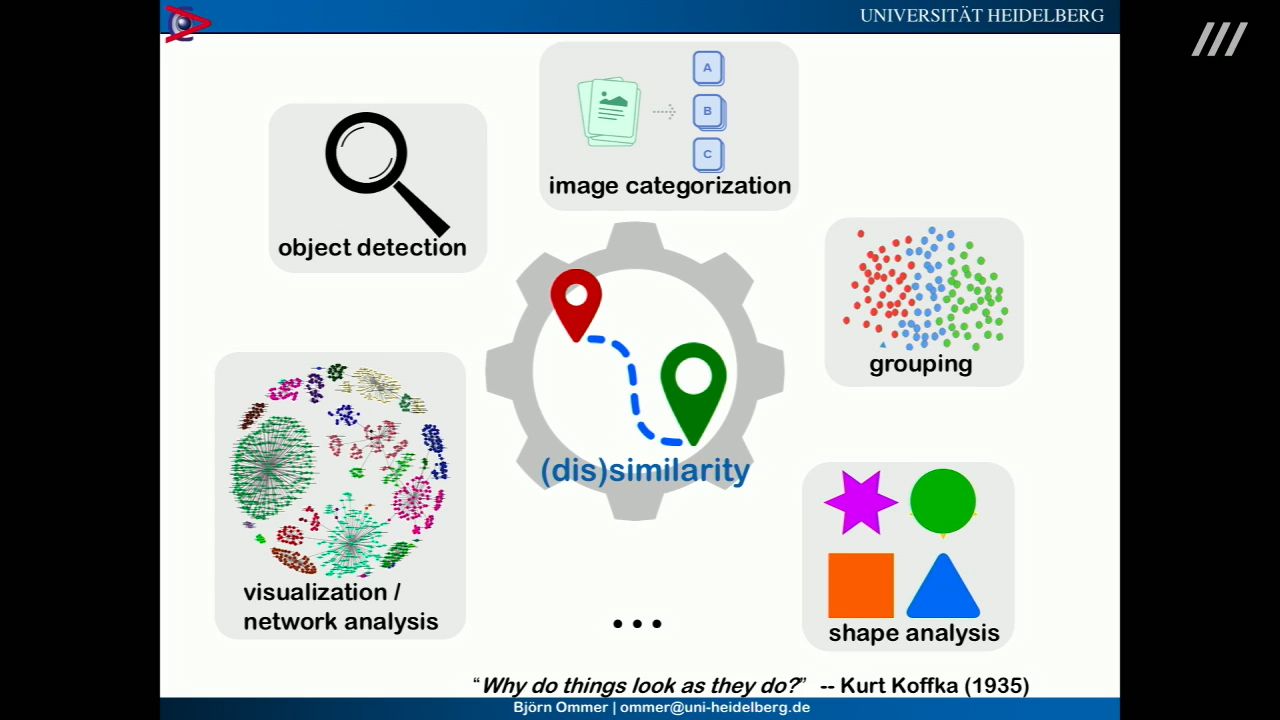 UNIVERSITÄT HEIDELBERG
A
B
C
image categorization
object detection
grouping
(dis)similarity
visualization /
network analysis
shape analysis
...
“Why do things look as they do?” -- Kurt Koffka (1935)
Björn Ommer | ommer@uni-heidelberg.de